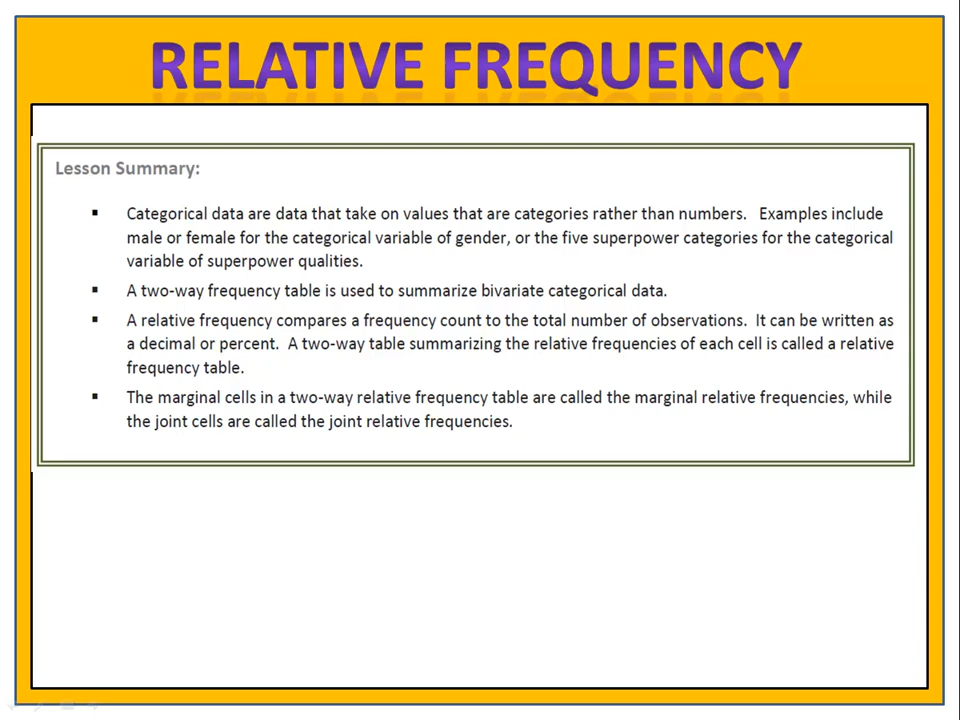 RELATIVE FREQUENCY
Lesson Summary:
▪ Categorical data are data that take on values that are categories rather than numbers. Examples include
male or female for the categorical variable of gender, or the five superpower categories for the categorical
variable of superpower qualities.
▪ A two-way frequency table is used to summarize bivariate categorical data.
▪ A relative frequency compares a frequency count to the total number of observations. It can be written as
a decimal or percent. A two-way table summarizing the relative frequencies of each cell is called a relative
frequency table.
▪ The marginal cells in a two-way relative frequency table are called the marginal relative frequencies, while
the joint cells are called the joint relative frequencies.